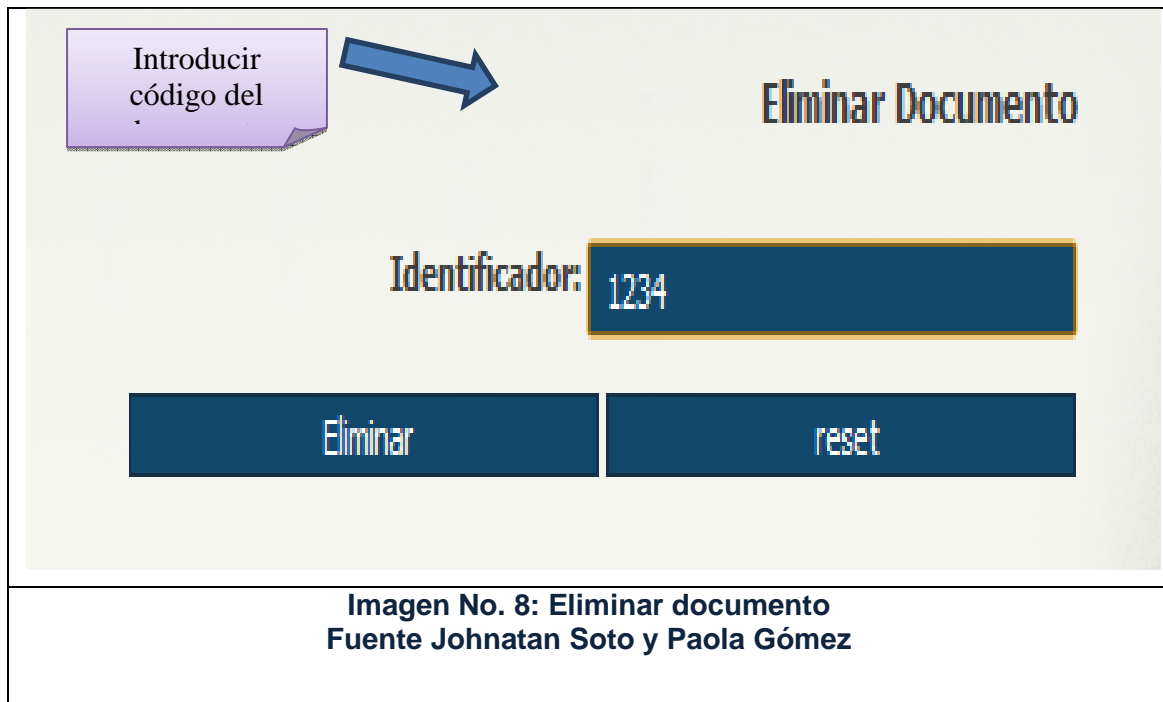 Introducir
código del
Eliminar Documento
Identificador: 1234
Eliminar reset
Imagen No. 8: Eliminar documento
Fuente Johnatan Soto y Paola Gómez